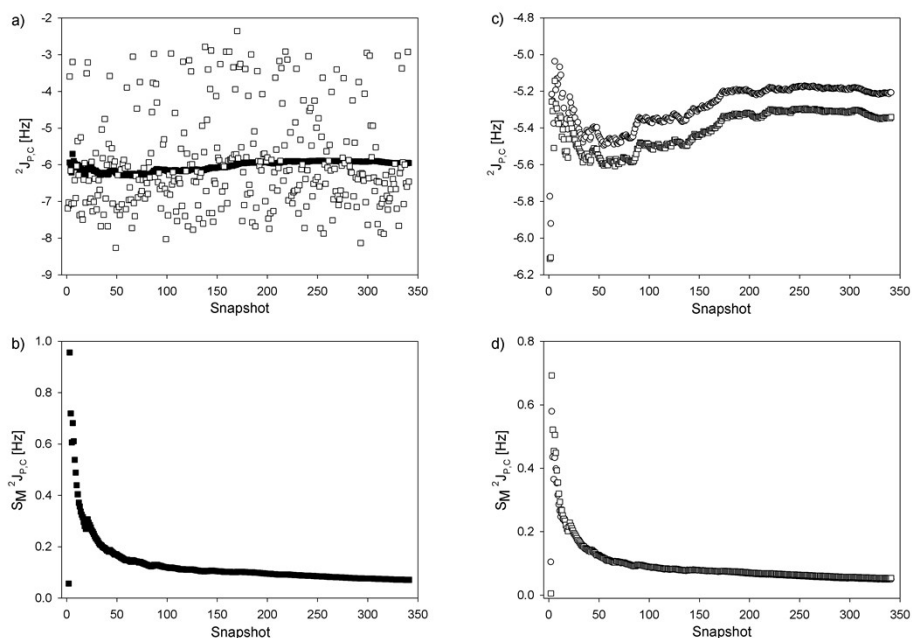 a)
²J_P,C [Hz]
-2
-3
-4
-5
-6
-7
-8
-9
0 50 100 150 200 250 300 350
Snapshot
b)
S_M ²J_P,C [Hz]
1.0
0.8
0.6
0.4
0.2
0.0
0 50 100 150 200 250 300 350
Snapshot
c)
²J_P,C [Hz]
-4.8
-5.0
-5.2
-5.4
-5.6
-5.8
-6.0
-6.2
0 50 100 150 200 250 300 350
Snapshot
d)
S_M ²J_P,C [Hz]
0.8
0.6
0.4
0.2
0.0
0 50 100 150 200 250 300 350
Snapshot